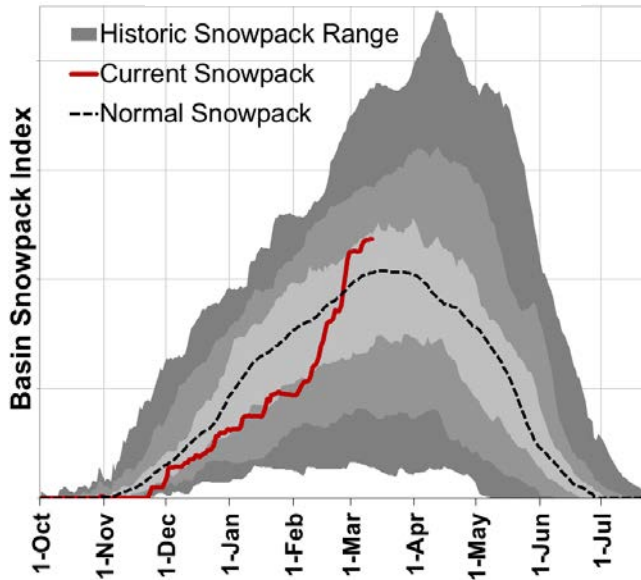 Historic Snowpack Range
Current Snowpack
Normal Snowpack
Basin Snowpack Index
1-Oct
1-Nov
1-Dec
1-Jan
1-Feb
1-Mar
1-Apr
1-May
1-Jun
1-Jul